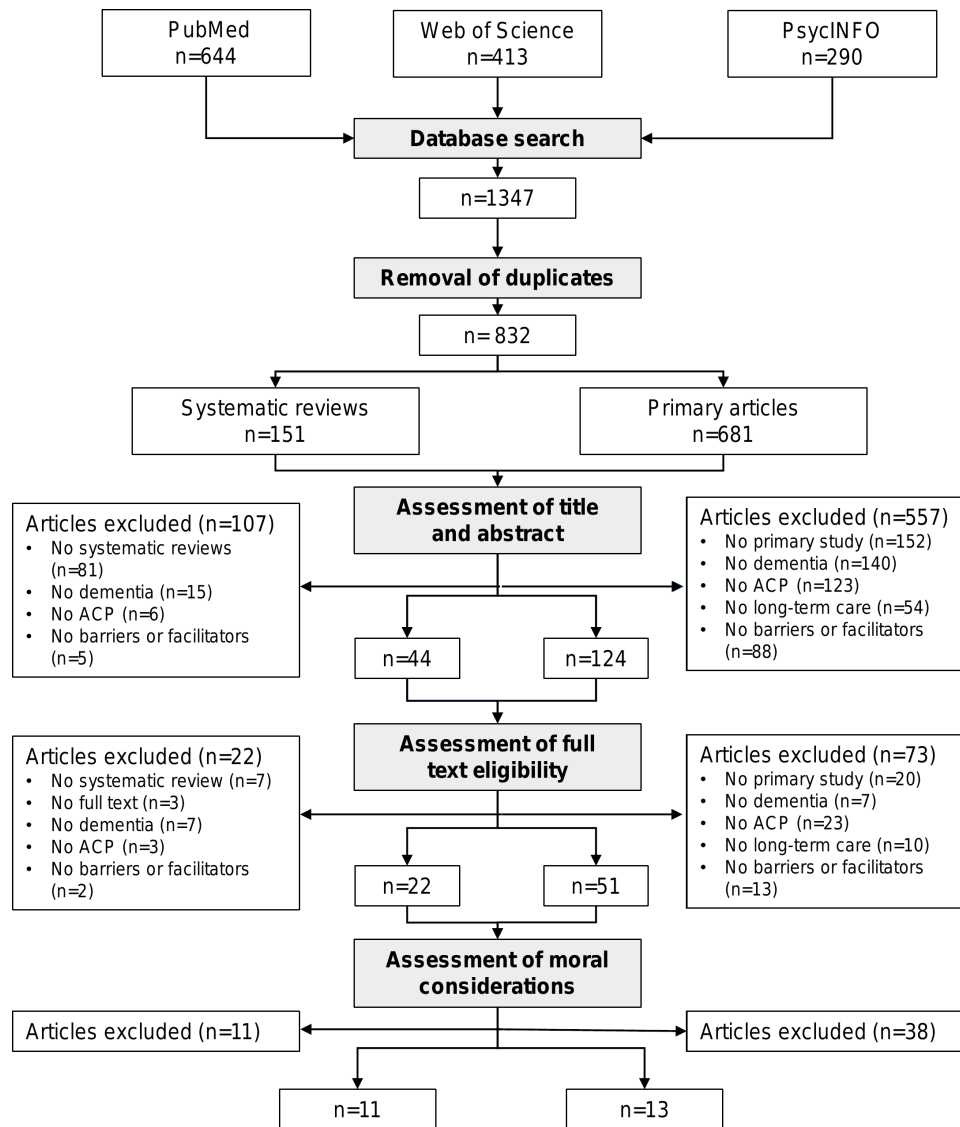 PubMed
n=644
Web of Science
n=413
PsycINFO
n=290
Database search
n=1347
Removal of duplicates
n= 832
Systematic reviews
n=151
Primary articles
n=681
Assessment of title
and abstract
Articles excluded (n=107)
• No systematic reviews
(n=81)
• No dementia (n=15)
• No ACP (n=6)
• No barriers or facilitators
(n=5)
Articles excluded (n=557)
• No primary study (n=152)
• No dementia (n=140)
• No ACP (n=123)
• No long-term care (n=54)
• No barriers or facilitators
(n=88)
n=44
n=124
Assessment of full
text eligibility
Articles excluded (n=22)
• No systematic review (n=7)
• No full text (n=3)
• No dementia (n=7)
• No ACP (n=3)
• No barriers or facilitators
(n=2)
Articles excluded (n=73)
• No primary study (n=20)
• No dementia (n=7)
• No ACP (n=23)
• No long-term care (n=10)
• No barriers or facilitators
(n=13)
n=22
n=51
Assessment of moral
considerations
Articles excluded (n=11)
Articles excluded (n=38)
n=11
n=13